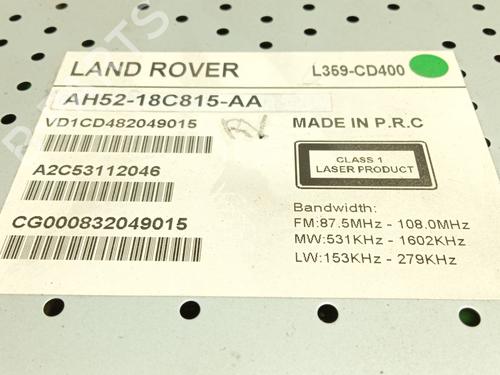 LAND ROVER L359-CD400
AH52-18C815-AA
VD1CD482049015
MADE IN P.R.C
A2C53112046
CLASS 1
LASER PRODUCT
CG000832049015
Bandwidth:
FM:87.5MHz - 108.0MHz
MW:531KHz - 1602KHz
LW:153KHz - 279KHz